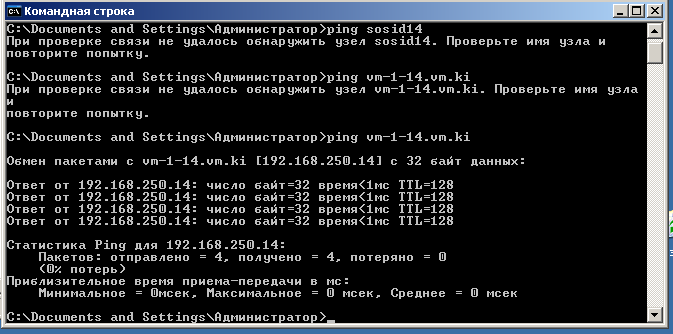 Командная строка
C:\Documents and Settings\Администратор>ping sosid14
При проверке связи не удалось обнаружить узел sosid14. Проверьте имя узла и
повторите попытку.
C:\Documents and Settings\Администратор>ping vm-1-14.vm.ki
При проверке связи не удалось обнаружить узел vm-1-14.vm.ki. Проверьте имя узла
и
повторите попытку.
C:\Documents and Settings\Администратор>ping vm-1-14.vm.ki
Обмен пакетами с vm-1-14.vm.ki [192.168.250.14] с 32 байт данных:
Ответ от 192.168.250.14: число байт=32 время<1мс TTL=128
Ответ от 192.168.250.14: число байт=32 время<1мс TTL=128
Ответ от 192.168.250.14: число байт=32 время<1мс TTL=128
Ответ от 192.168.250.14: число байт=32 время<1мс TTL=128
Статистика Ping для 192.168.250.14:
Пакетов: отправлено = 4, получено = 4, потеряно = 0
(0% потерь)
Приблизительное время приема-передачи в мс:
Минимальное = 0мсек, Максимальное = 0 мсек, Среднее = 0 мсек
C:\Documents and Settings\Администратор>_